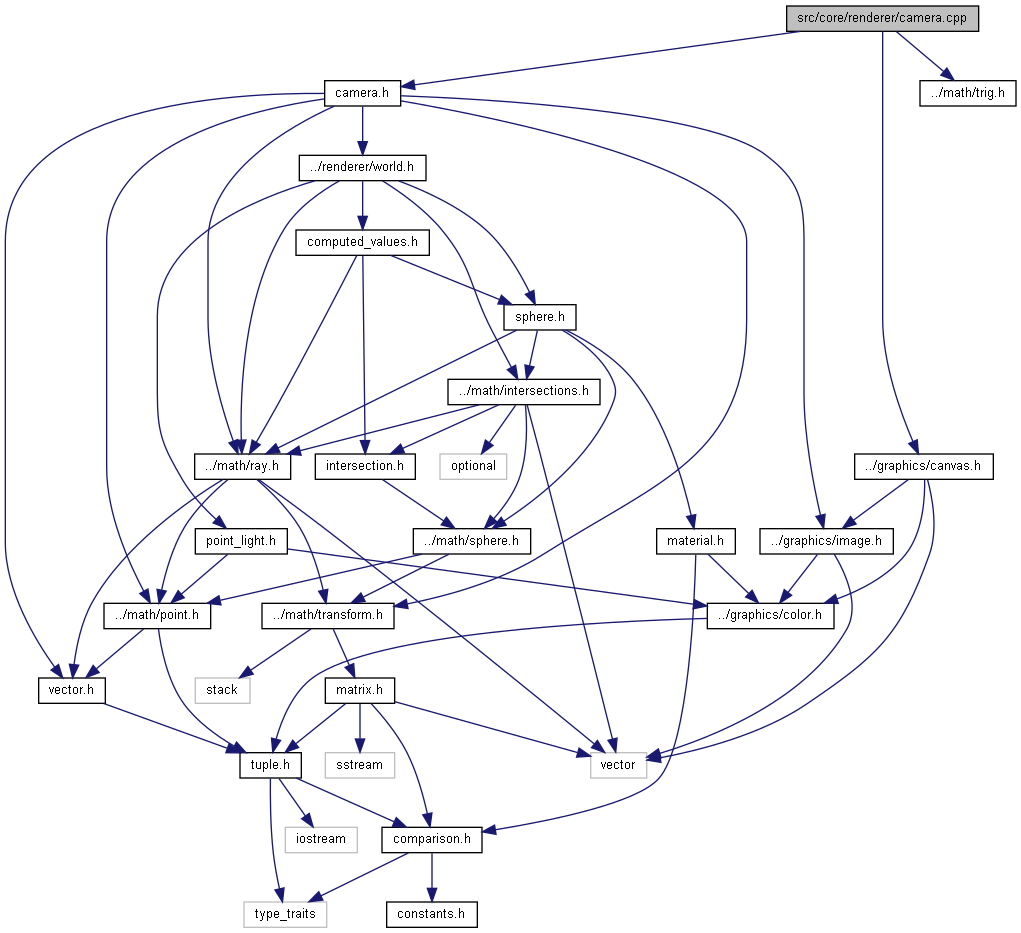 src/core/renderer/camera.cpp
camera.h
../math/trig.h
../renderer/world.h
computed_values.h
sphere.h
../math/intersections.h
../math/ray.h
intersection.h
optional
../graphics/canvas.h
point_light.h
../math/sphere.h
material.h
../graphics/image.h
../math/point.h
../math/transform.h
../graphics/color.h
vector.h
stack
matrix.h
tuple.h
sstream
vector
iostream
comparison.h
type_traits
constants.h